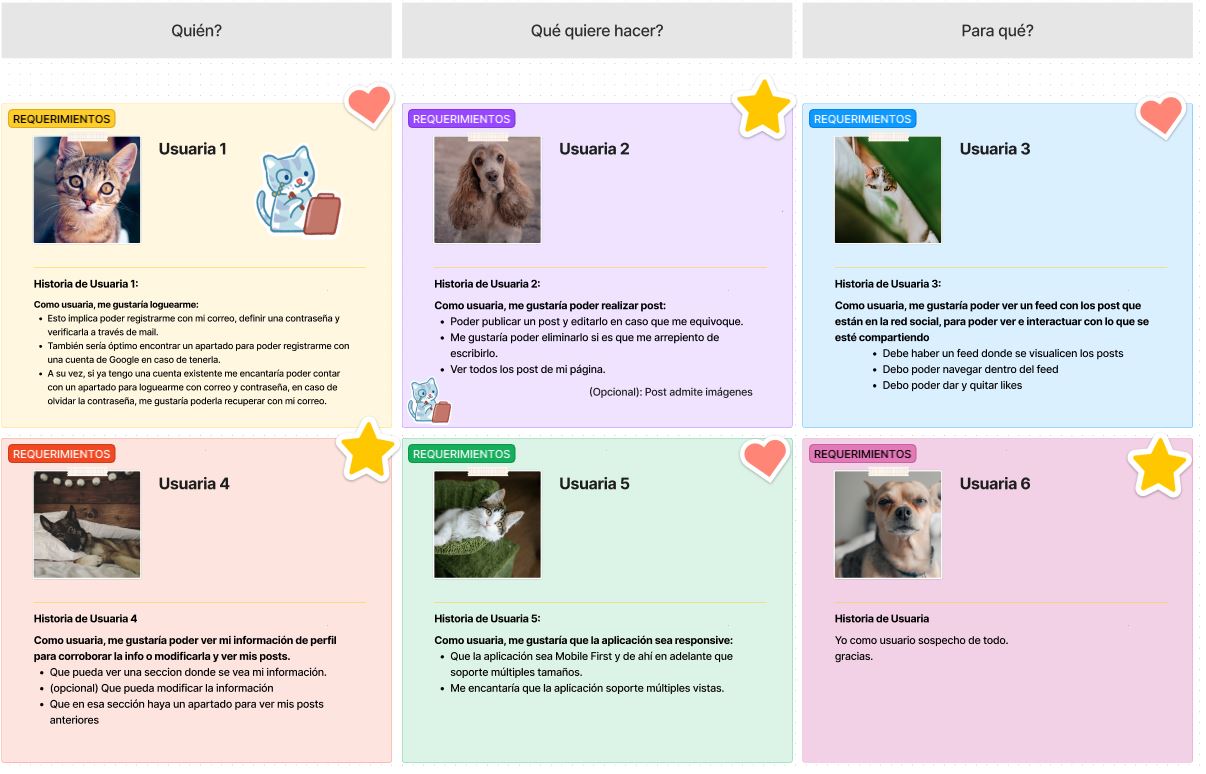 Quién?
Qué quiere hacer?
Para qué?
REQUERIMIENTOS
Usuaria 1
Historia de Usuaria 1:
Como usuaria, me gustaría loguearme:
• Esto implica poder registrarme con mi correo, definir una contraseña y
verificarla a través de mail.
• También sería óptimo encontrar un apartado para poder registrarme con
una cuenta de Google en caso de tenerla.
• A su vez, si ya tengo una cuenta existente me encantaría poder contar
con un apartado para loguearme con correo y contraseña, en caso de
olvidar la contraseña, me gustaría poderla recuperar con mi correo.
REQUERIMIENTOS
Usuaria 2
Historia de Usuaria 2:
Como usuaria, me gustaría poder realizar post:
• Poder publicar un post y editarlo en caso que me equivoque.
• Me gustaría poder eliminarlo si es que me arrepiento de
escribirlo.
• Ver todos los post de mi página.
(Opcional): Post admite imágenes
REQUERIMIENTOS
Usuaria 3
Historia de Usuaria 3:
Como usuaria, me gustaría poder ver un feed con los post que
están en la red social, para poder ver e interactuar con lo que se
esté compartiendo
• Debe haber un feed donde se visualicen los posts
• Debo poder navegar dentro del feed
• Debo poder dar y quitar likes
REQUERIMIENTOS
Usuaria 4
Historia de Usuaria 4
Como usuaria, me gustaría poder ver mi información de perfil
para corroborar la info o modificarla y ver mis posts.
• Que pueda ver una seccion donde se vea mi información.
• (opcional) Que pueda modificar la información
• Que en esa sección haya un apartado para ver mis posts
anteriores
REQUERIMIENTOS
Usuaria 5
Historia de Usuaria 5:
Como usuaria, me gustaría que la aplicación sea responsive:
• Que la aplicación sea Mobile First y de ahí en adelante que
soporte múltiples tamaños.
• Me encantaría que la aplicación soporte múltiples vistas.
REQUERIMIENTOS
Usuaria 6
Historia de Usuaria
Yo como usuario sospecho de todo.
gracias.